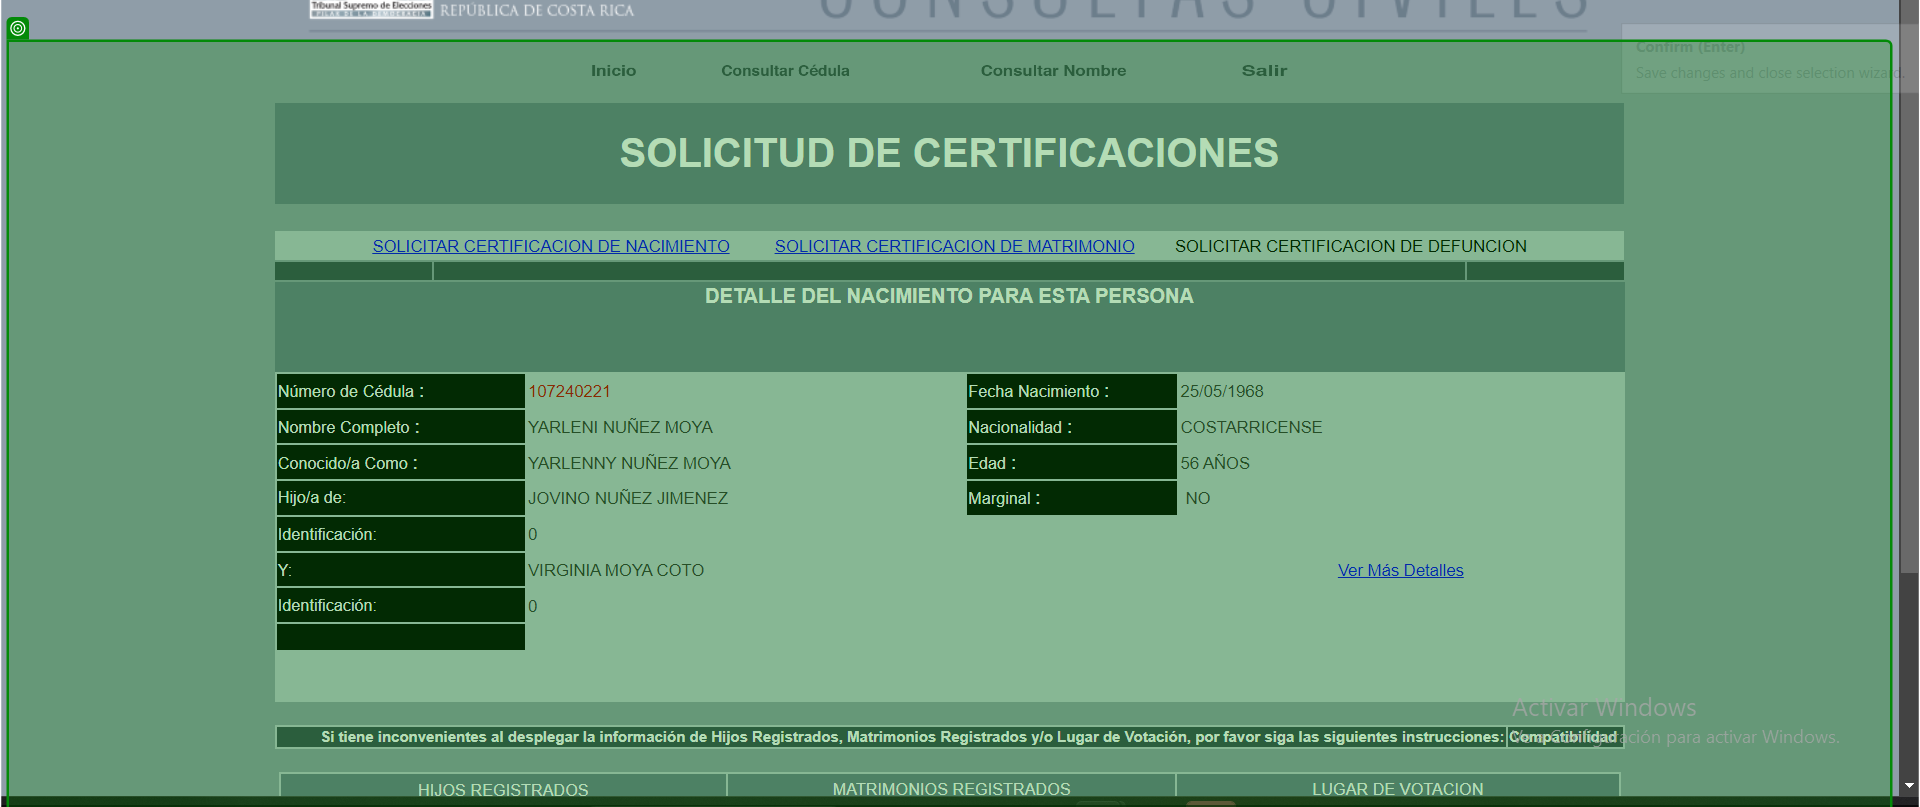 Tribunal Supremo de Elecciones
PILAR DE LA DEMOCRACIA
REPÚBLICA DE COSTA RICA
CONSULTAS CIVILES
Confirm (Enter)
Save changes and close selection wizard.
Inicio Consultar Cédula Consultar Nombre Salir
SOLICITUD DE CERTIFICACIONES
SOLICITAR CERTIFICACION DE NACIMIENTO SOLICITAR CERTIFICACION DE MATRIMONIO SOLICITAR CERTIFICACION DE DEFUNCION
DETALLE DEL NACIMIENTO PARA ESTA PERSONA
Número de Cédula : 107240221 Fecha Nacimiento : 25/05/1968
Nombre Completo : YARLENI NUÑEZ MOYA Nacionalidad : COSTARRICENSE
Conocido/a Como : YARLENNY NUÑEZ MOYA Edad : 56 AÑOS
Hijo/a de: JOVINO NUÑEZ JIMENEZ Marginal : NO
Identificación: 0
Y: VIRGINIA MOYA COTO Ver Más Detalles
Identificación: 0
Activar Windows
Si tiene inconvenientes al desplegar la información de Hijos Registrados, Matrimonios Registrados y/o Lugar de Votación, por favor siga las siguientes instrucciones: Compatibilidad
para activar Windows.
HIJOS REGISTRADOS MATRIMONIOS REGISTRADOS LUGAR DE VOTACION